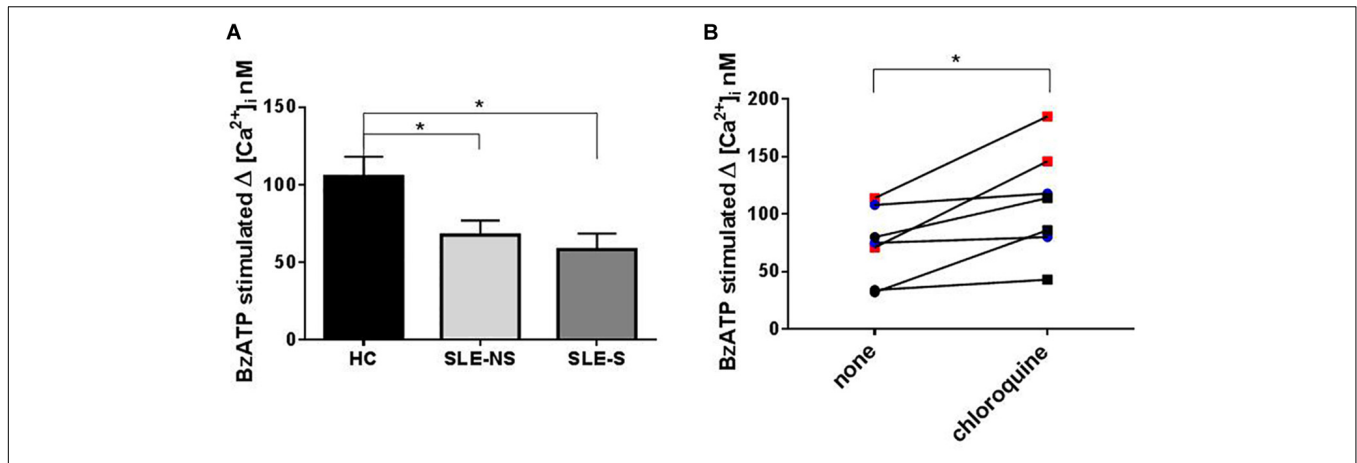 A
BzATP stimulated Δ [Ca²⁺]ᵢ nM
150
100
50
0
*
*
HC
SLE-NS
SLE-S
B
BzATP stimulated Δ [Ca²⁺]ᵢ nM
200
150
100
50
0
*
none
chloroquine